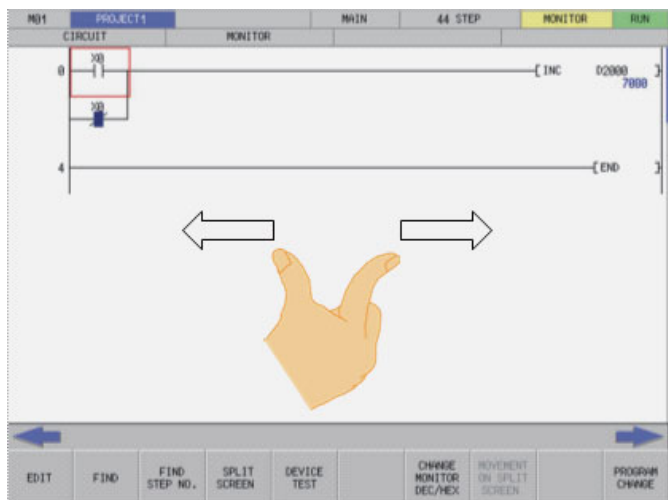 M01 PROJECT1 MAIN 44 STEP MONITOR RUN
CIRCUIT MONITOR
X0
0 INC D2000
7080
X0
4 END
EDIT
FIND
FIND
STEP NO.
SPLIT
SCREEN
DEVICE
TEST
CHANGE
MONITOR
DEC/HEX
MOVEMENT
ON SPLIT
SCREEN
PROGRAM
CHANGE